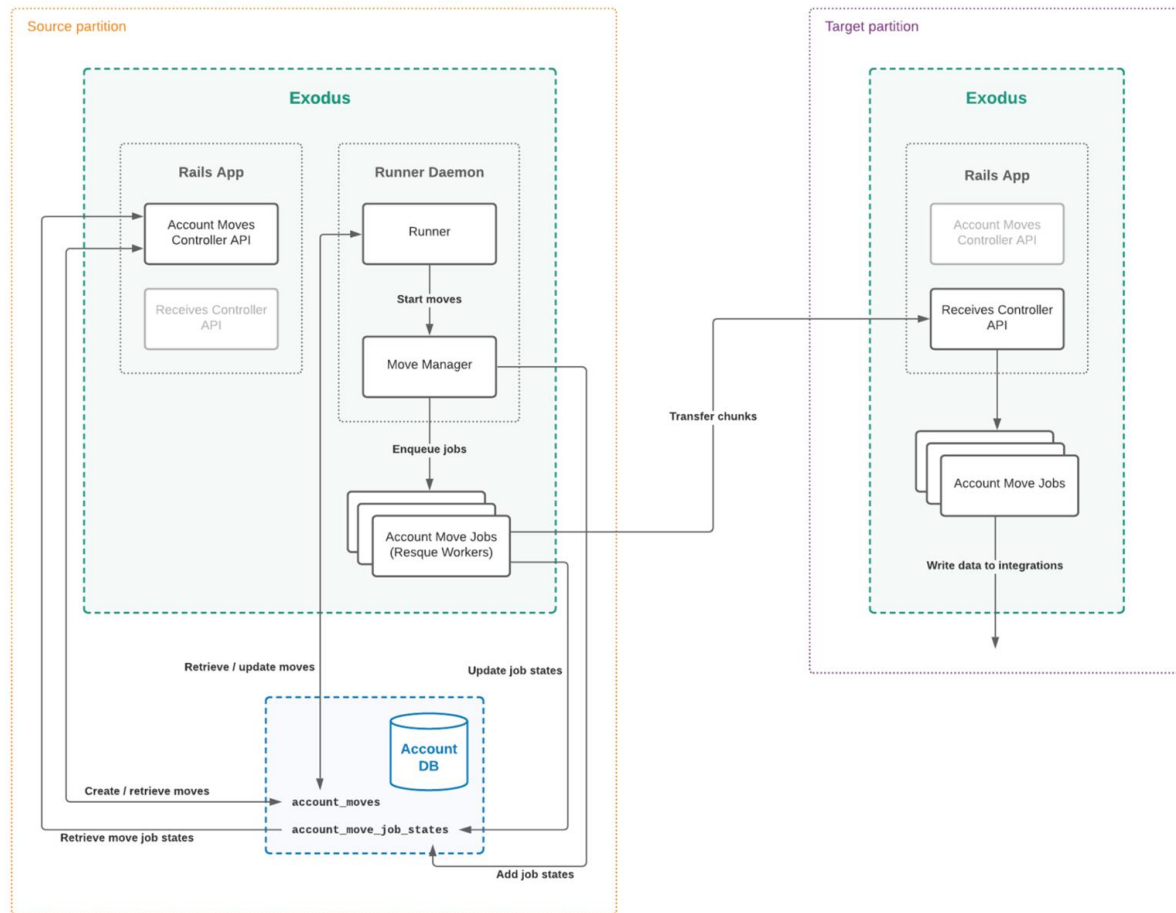 Source partition
Exodus
Rails App
Account Moves
Controller API
Receives Controller
API
Runner Daemon
Runner
Start moves
Move Manager
Enqueue jobs
Account Move Jobs
(Resque Workers)
Transfer chunks
Retrieve / update moves
Update job states
Account
DB
account_moves
account_move_job_states
Create / retrieve moves
Retrieve move job states
Add job states
Target partition
Exodus
Rails App
Account Moves
Controller API
Receives Controller
API
Account Move Jobs
Write data to integrations